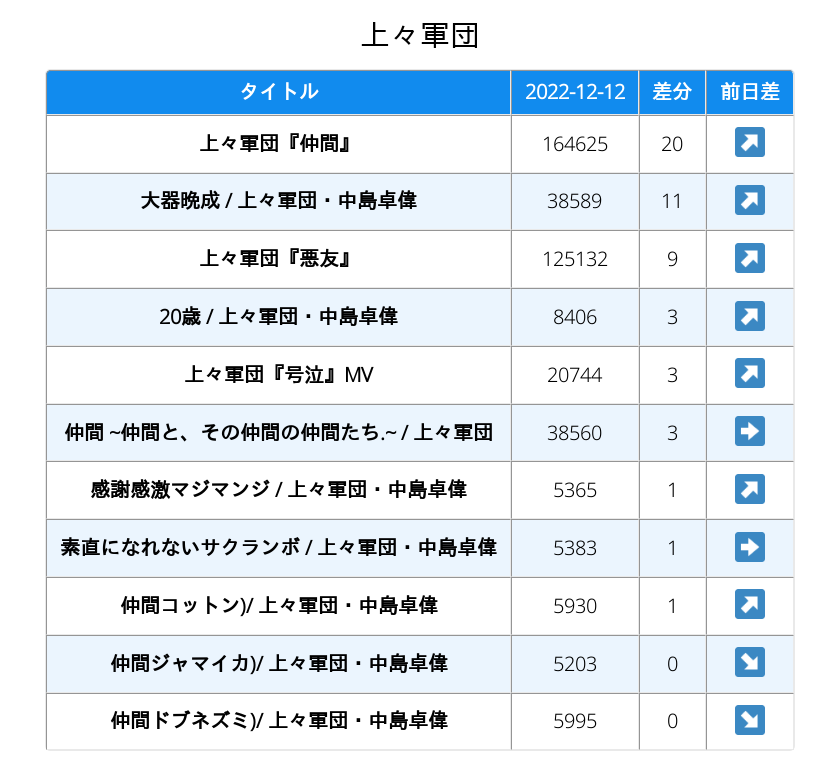 上々軍団
タイトル 2022-12-12 差分 前日差
上々軍団『仲間』 164625 20 ↗
大器晩成 / 上々軍団・中島卓偉 38589 11 ↗
上々軍団『悪友』 125132 9 ↗
20歳 / 上々軍団・中島卓偉 8406 3 ↗
上々軍団『号泣』MV 20744 3 ↗
仲間 ~仲間と、その仲間の仲間たち.~ / 上々軍団 38560 3 ➡
感謝感激マジマンジ / 上々軍団・中島卓偉 5365 1 ↗
素直になれないサクランボ / 上々軍団・中島卓偉 5383 1 ➡
仲間コットン)/ 上々軍団・中島卓偉 5930 1 ↗
仲間ジャマイカ)/ 上々軍団・中島卓偉 5203 0 ↘
仲間ドブネズミ)/ 上々軍団・中島卓偉 5995 0 ↘